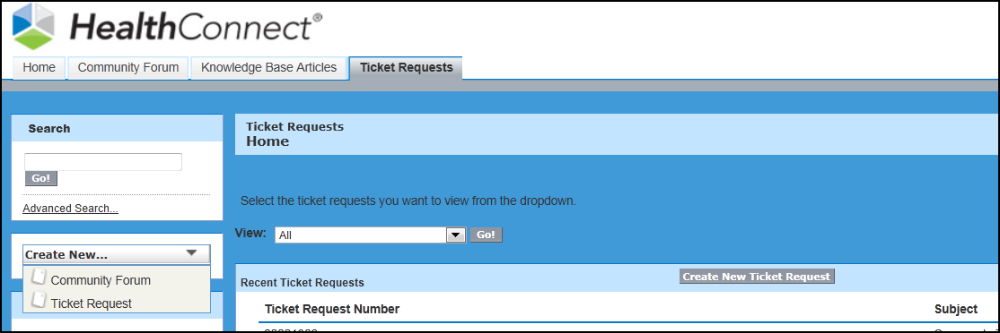 HealthConnect®
Home Community Forum Knowledge Base Articles Ticket Requests
Search
Go!
Advanced Search...
Create New...
Community Forum
Ticket Request
Ticket Requests
Home
Select the ticket requests you want to view from the dropdown.
View: All Go!
Recent Ticket Requests Create New Ticket Request
Ticket Request Number Subject